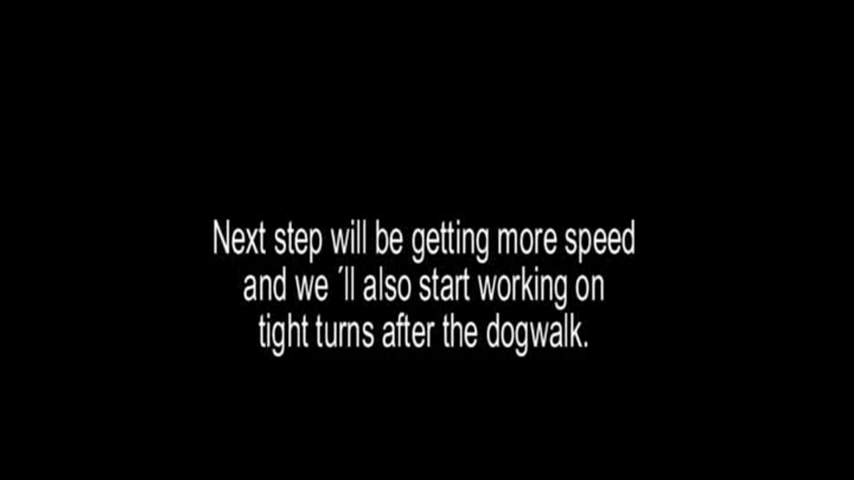 Next step will be getting more speed
and we ´ll also start working on
tight turns after the dogwalk.